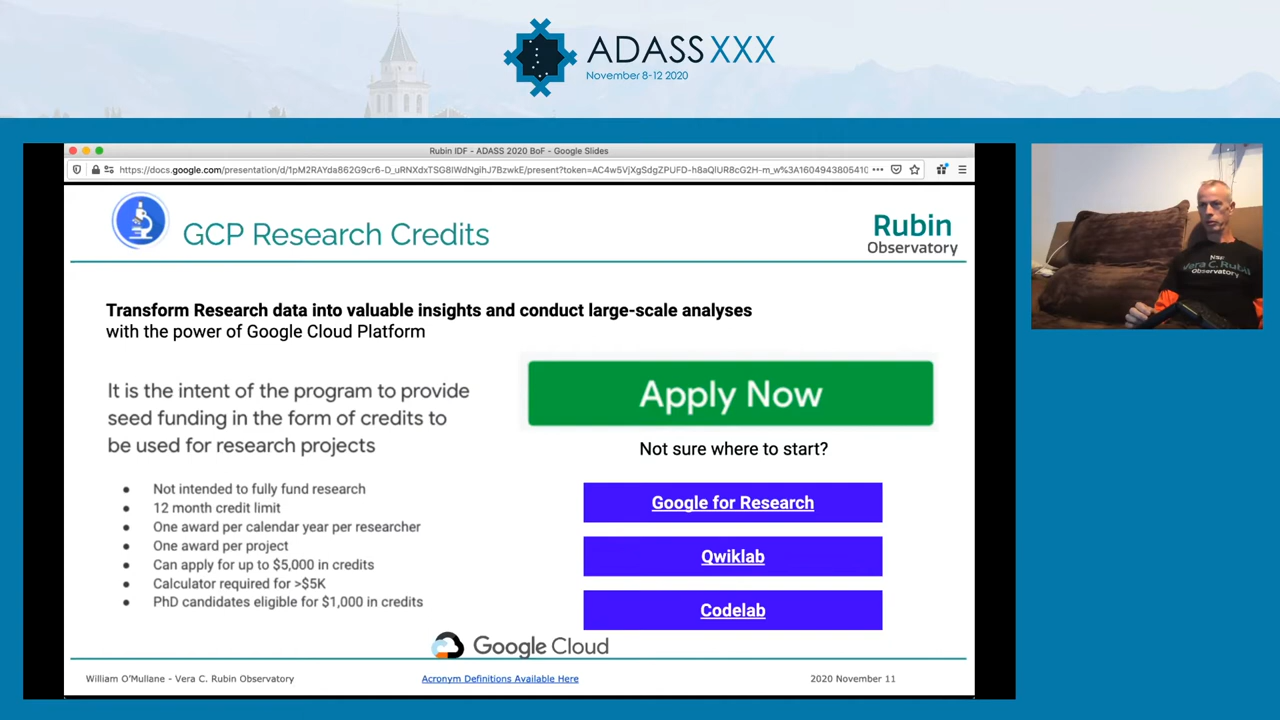 ADASS XXX
November 8-12 2020
Rubin IDF - ADASS 2020 BoF - Google Slides
GCP Research Credits
Rubin
Observatory
Transform Research data into valuable insights and conduct large-scale analyses
with the power of Google Cloud Platform
It is the intent of the program to provide
seed funding in the form of credits to
be used for research projects
• Not intended to fully fund research
• 12 month credit limit
• One award per calendar year per researcher
• One award per project
• Can apply for up to $5,000 in credits
• Calculator required for >$5K
• PhD candidates eligible for $1,000 in credits
Apply Now
Not sure where to start?
Google for Research
Qwiklab
Codelab
Google Cloud
William O'Mullane - Vera C. Rubin Observatory
Acronym Definitions Available Here
2020 November 11
NSF
Vera C. Rubin
Observatory